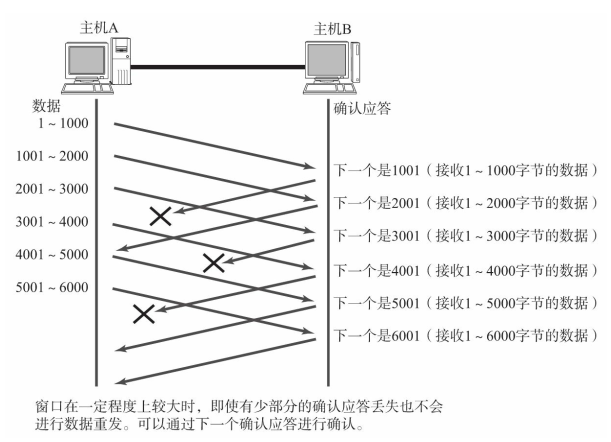 主机A
主机B
数据
确认应答
1～1000
1001～2000
2001～3000
3001～4000
4001～5000
5001～6000
下一个是1001（接收1～1000字节的数据）
下一个是2001（接收1～2000字节的数据）
下一个是3001（接收1～3000字节的数据）
下一个是4001（接收1～4000字节的数据）
下一个是5001（接收1～5000字节的数据）
下一个是6001（接收1～6000字节的数据）
窗口在一定程度上较大时，即使有少部分的确认应答丢失也不会
进行数据重发。可以通过下一个确认应答进行确认。